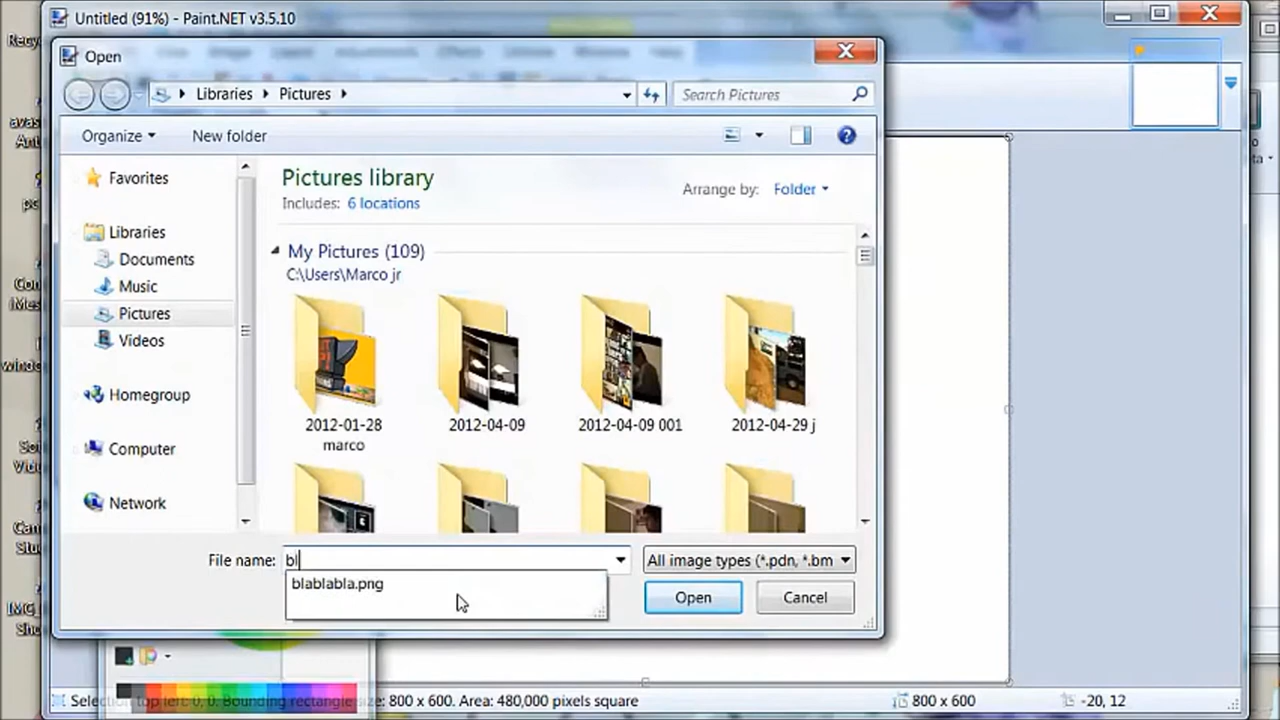 Untitled (91%) - Paint.NET v3.5.10
Open
Libraries Pictures
Search Pictures
Organize New folder
Favorites
Libraries
Documents
Music
Pictures
Videos
Homegroup
Computer
Network
Pictures library
Includes: 6 locations
Arrange by: Folder
My Pictures (109)
C:\Users\Marco jr
2012-01-28 marco
2012-04-09
2012-04-09 001
2012-04-29 j
File name: bl
All image types (*.pdn, *.bm
blablabla.png
Open Cancel
Selection top left: 0, 0. Bounding rectangle size: 800 x 600. Area: 480,000 pixels square
800 x 600
-20, 12